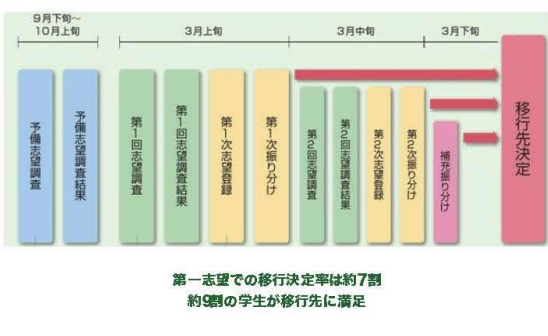 9月下旬～
10月上旬
3月上旬
3月中旬
3月下旬
予備志望調査
予備志望調査結果
第1回志望調査
第1回志望調査結果
第1次志望登録
第1次振り分け
第2回志望調査
第2回志望調査結果
第2次志望登録
第2次振り分け
補充振り分け
移行先決定
第一志望での移行決定率は約7割
約9割の学生が移行先に満足